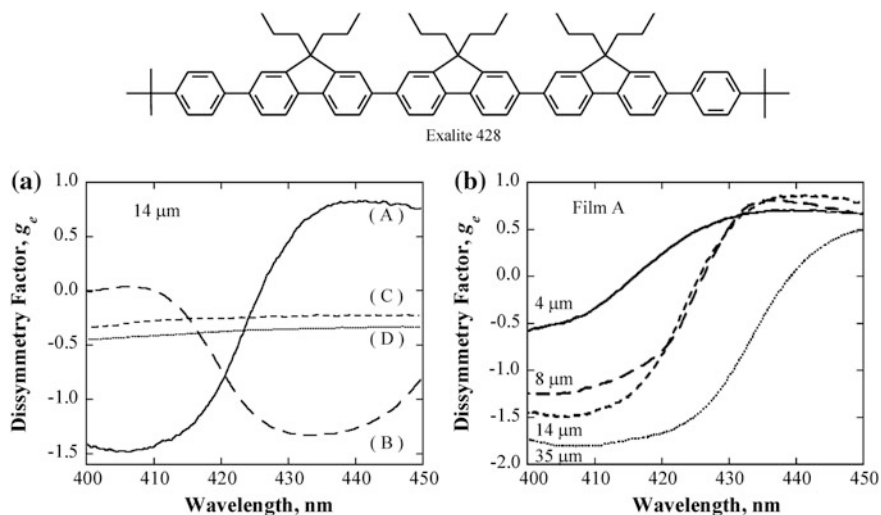 Exalite 428
(a)
14 μm
Dissymmetry Factor, gₑ
1.0
0.5
0.0
-0.5
-1.0
-1.5
(A)
(C)
(D)
(B)
400 410 420 430 440 450
Wavelength, nm
(b)
Film A
Dissymmetry Factor, gₑ
1.0
0.5
0.0
-0.5
-1.0
-1.5
-2.0
4 μm
8 μm
14 μm
35 μm
400 410 420 430 440 450
Wavelength, nm